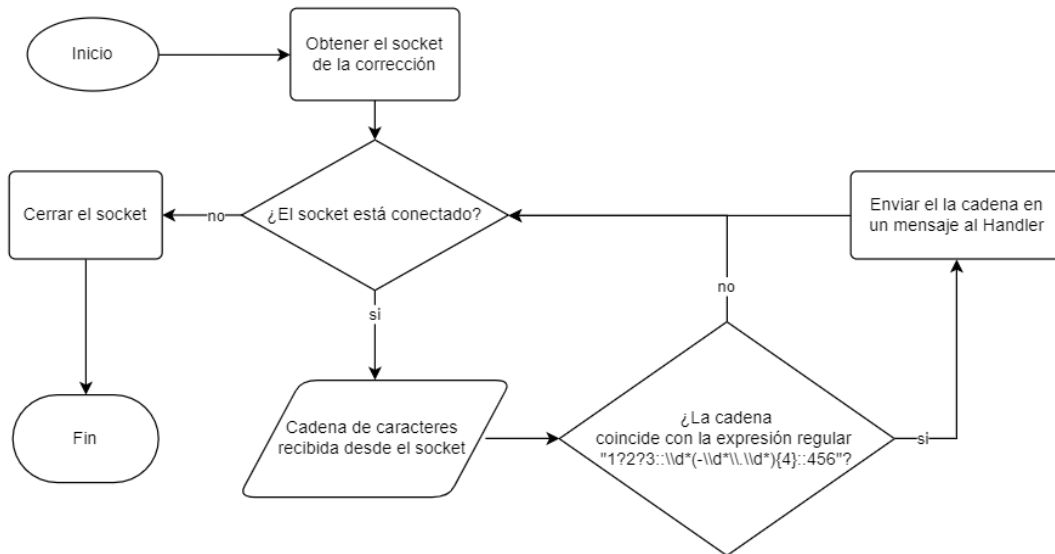 Inicio
Obtener el socket
de la corrección
¿El socket está conectado?
no
Cerrar el socket
Fin
si
Cadena de caracteres
recibida desde el socket
¿La cadena
coincide con la expresión regular
"1?2?3::\\d*(-\\d*\\.\\d*){4}::456"?
no
si
Enviar el la cadena en
un mensaje al Handler